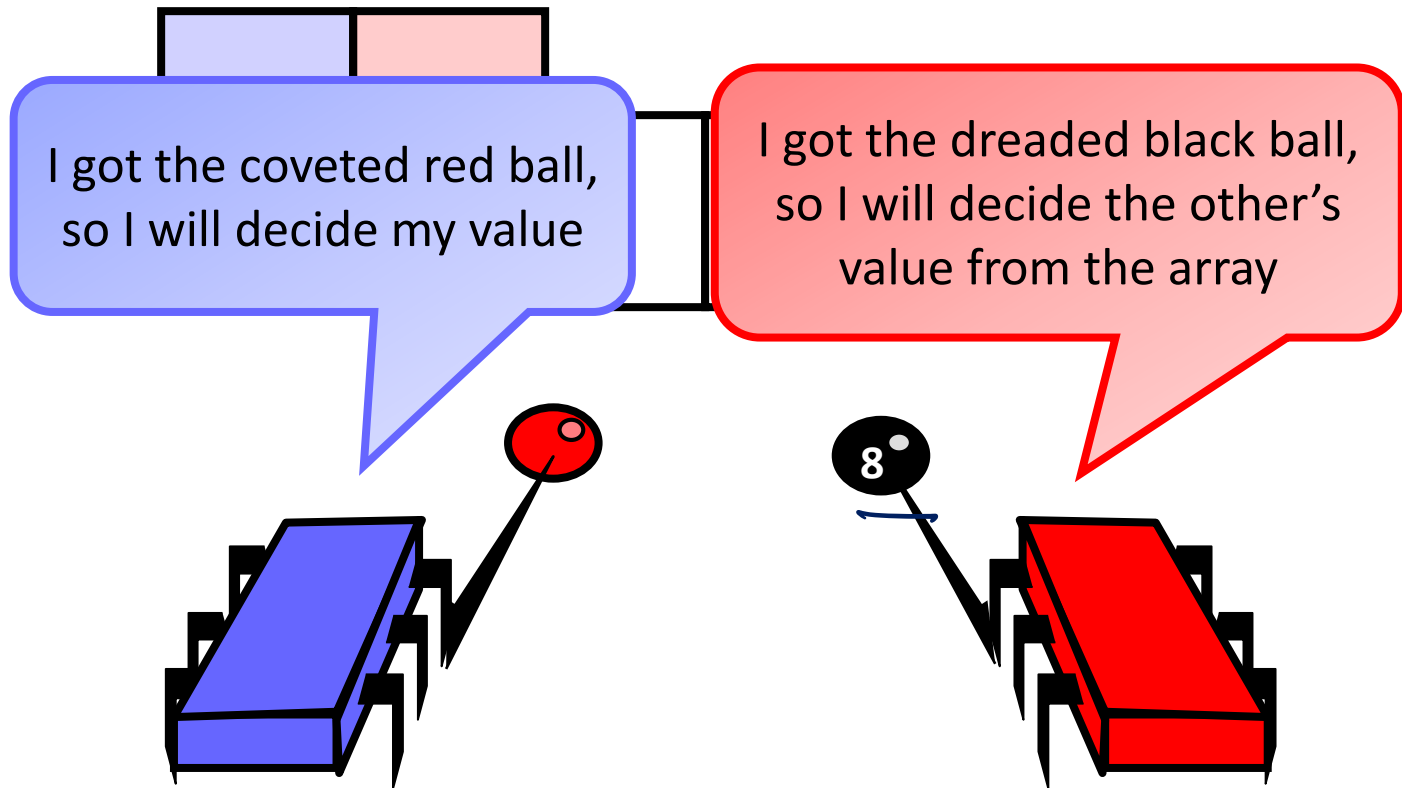 I got the coveted red ball,
so I will decide my value
I got the dreaded black ball,
so I will decide the other’s
value from the array
8